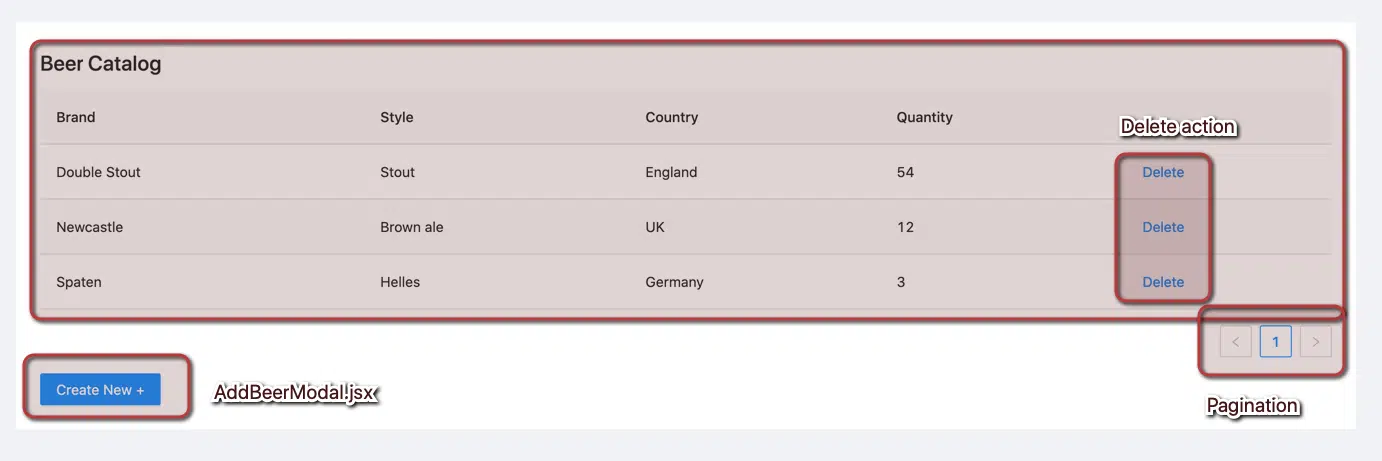 Beer Catalog
Brand Style Country Quantity
Delete action
Double Stout Stout England 54 Delete
Newcastle Brown ale UK 12 Delete
Spaten Helles Germany 3 Delete
< 1 >
Create New + AddBeerModal.jsx
Pagination